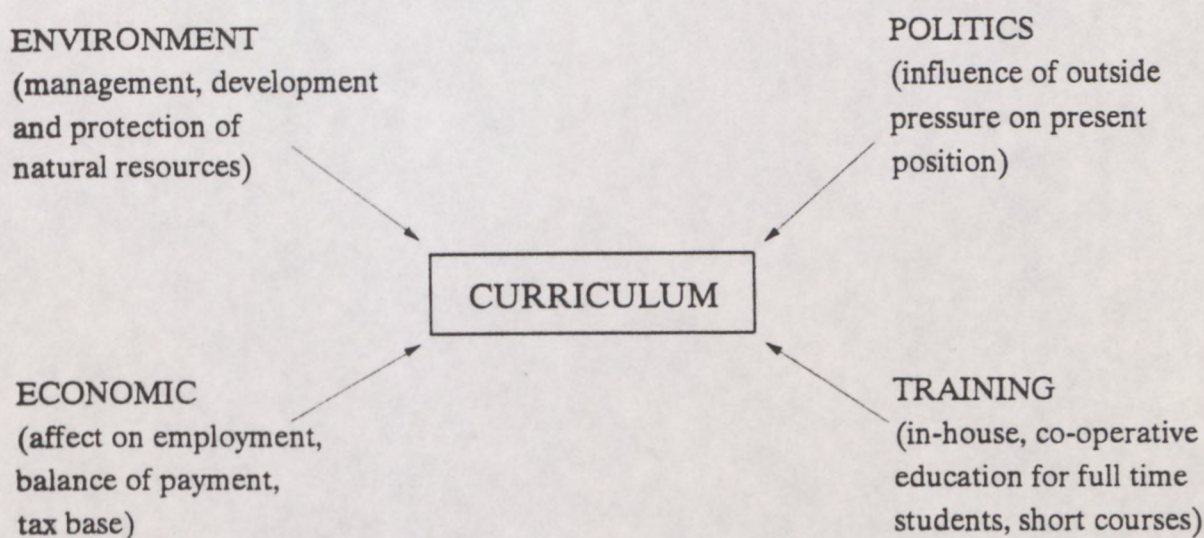 ENVIRONMENT
(management, development
and protection of
natural resources)
POLITICS
(influence of outside
pressure on present
position)
CURRICULUM
ECONOMIC
(affect on employment,
balance of payment,
tax base)
TRAINING
(in-house, co-operative
education for full time
students, short courses)